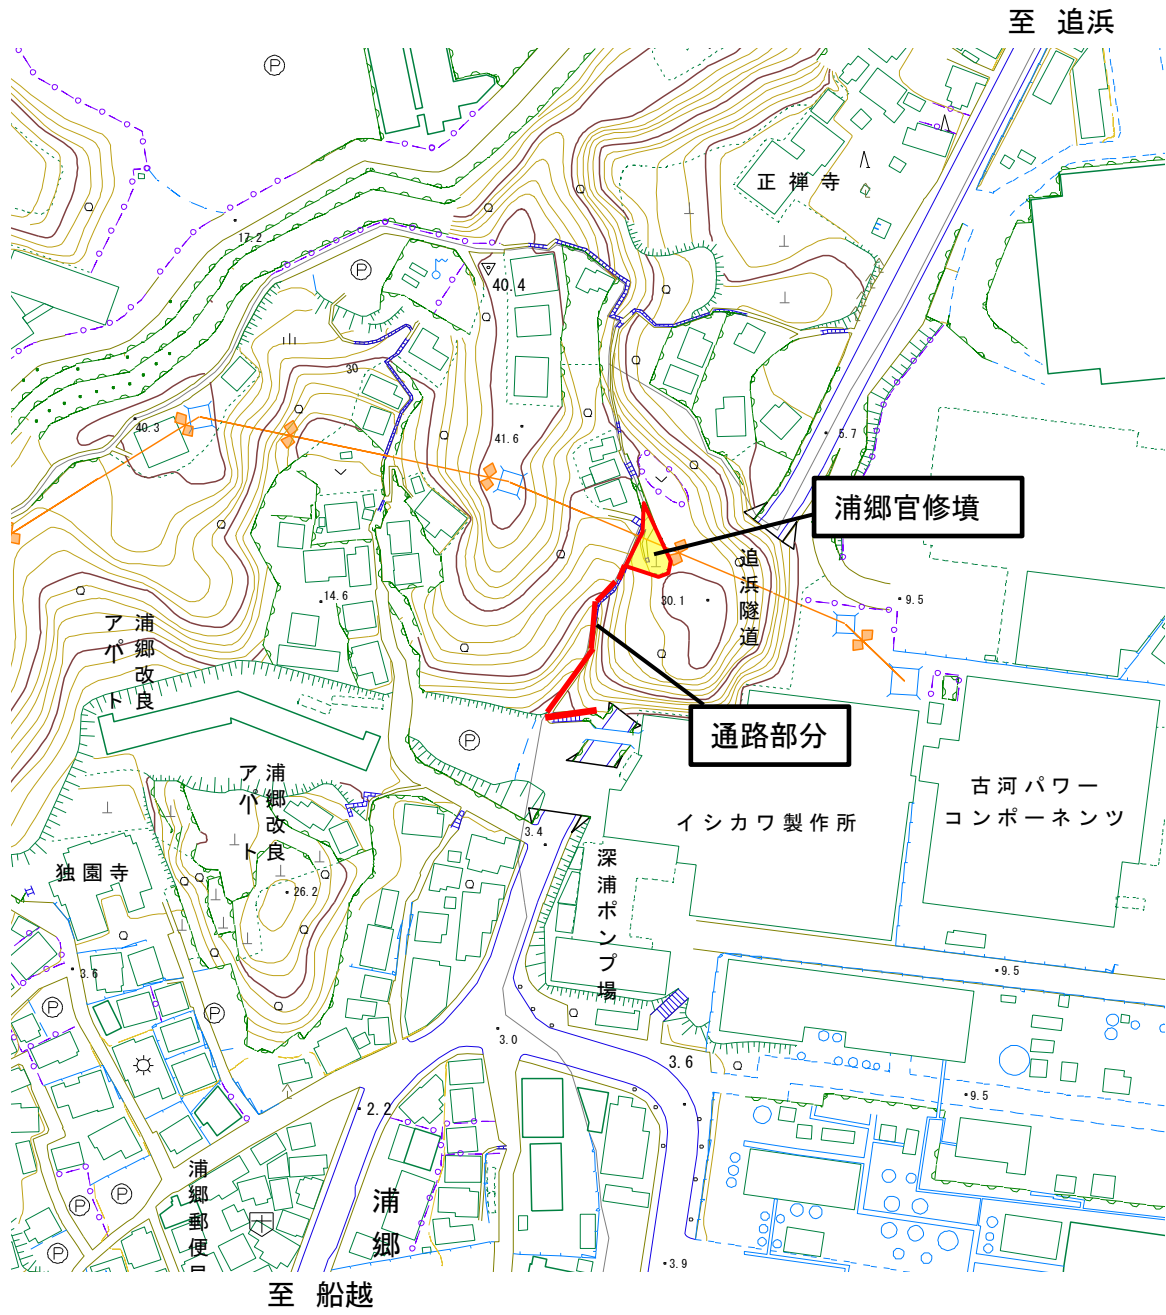 至 追浜
Ⓟ
正禅寺
17.2
Ⓟ
40.4
30
40.3
41.6
5.7
浦郷官修墳
追浜隧道
14.6
30.1
9.5
浦郷改良
アパート
通路部分
Ⓟ
古河パワー
コンポーネンツ
浦郷改良
アパート
イシカワ製作所
3.4
深浦ポンプ場
独園寺
26.2
3.6
9.5
Ⓟ
Ⓟ
3.0
3.6
9.5
2.2
浦郷郵便局
浦郷
Ⓟ
Ⓟ
Ⓟ
3.9
至 船越